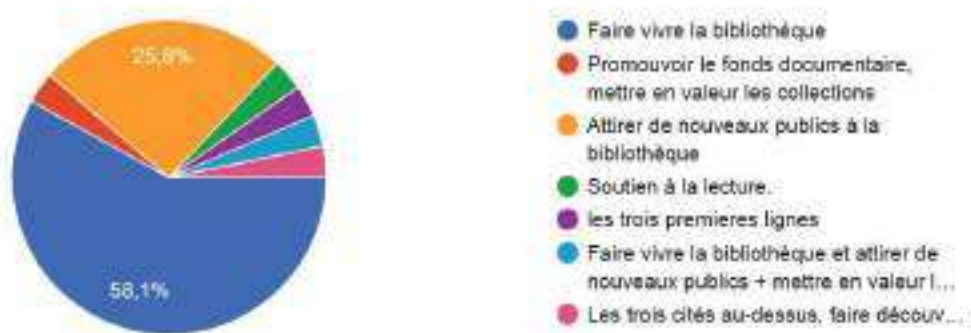 25,8%
58,1%
Faire vivre la bibliothèque
Promouvoir le fonds documentaire,
mettre en valeur les collections
Attirer de nouveaux publics à la
bibliothèque
Soutien à la lecture.
les trois premieres lignes
Faire vivre la bibliothèque et attirer de
nouveaux publics + mettre en valeur l...
Les trois cités au-dessus, faire découv...